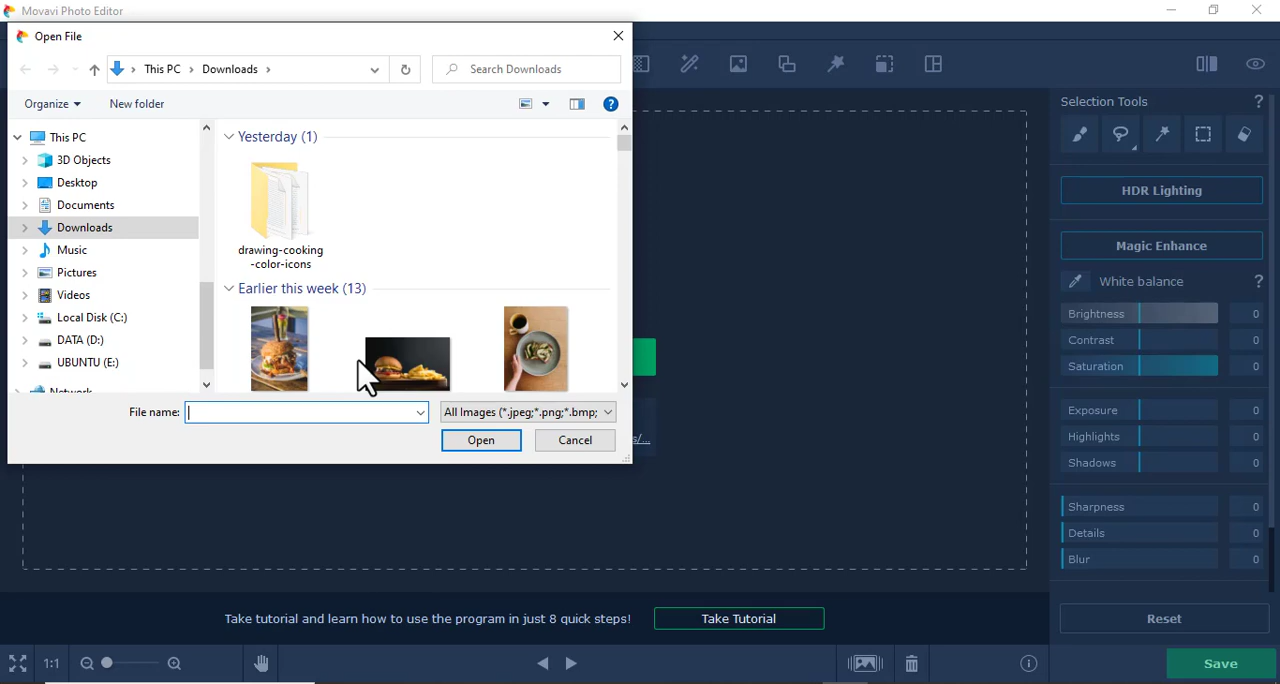 Movavi Photo Editor
Open File
This PC
Downloads
Search Downloads
Organize
New folder
This PC
3D Objects
Desktop
Documents
Downloads
Music
Pictures
Videos
Local Disk (C:)
DATA (D:)
UBUNTU (E:)
Yesterday (1)
drawing-cooking
-color-icons
Earlier this week (13)
File name:
All Images (*.jpeg;*.png;*.bmp;
Open
Cancel
s/...
Selection Tools
?
HDR Lighting
Magic Enhance
White balance
?
Brightness 0
Contrast 0
Saturation 0
Exposure 0
Highlights 0
Shadows 0
Sharpness 0
Details 0
Blur 0
Take tutorial and learn how to use the program in just 8 quick steps!
Take Tutorial
Reset
1:1
Save